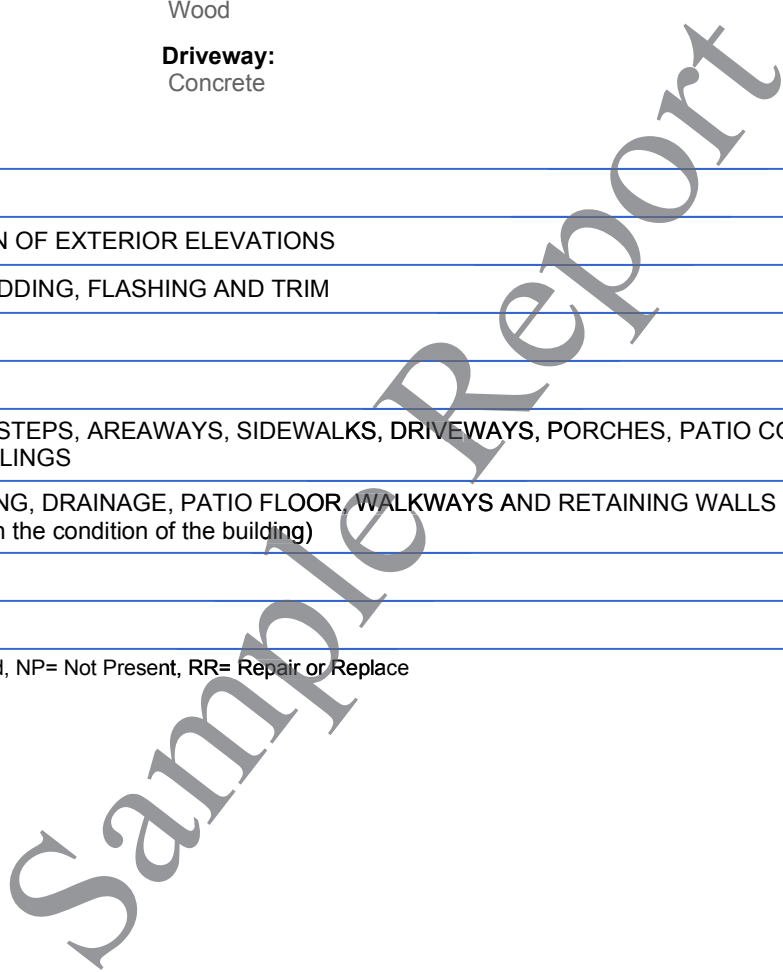 Wood
Driveway:
Concrete
N OF EXTERIOR ELEVATIONS
DDING, FLASHING AND TRIM
STEPS, AREAWAYS, SIDEWALKS, DRIVEWAYS, PORCHES, PATIO CO
LINGS
NG, DRAINAGE, PATIO FLOOR, WALKWAYS AND RETAINING WALLS
n the condition of the building)
d, NP= Not Present, RR= Repair or Replace
Sample Report